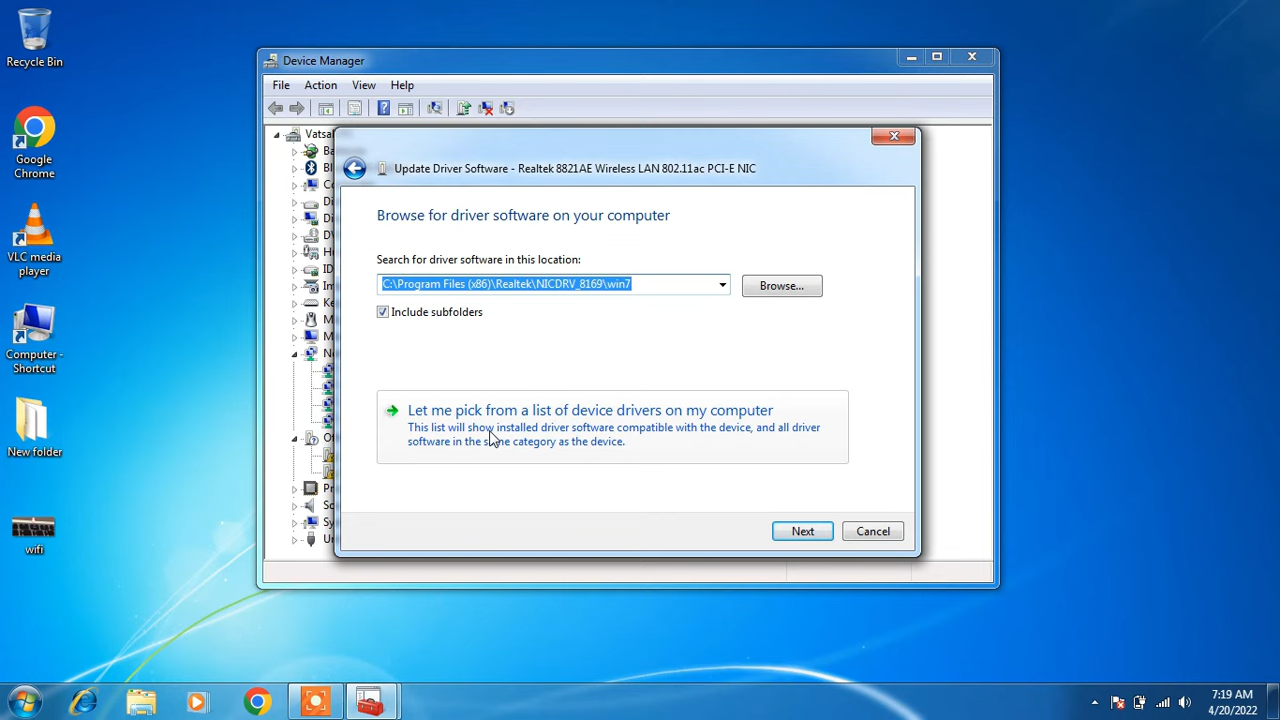 Recycle Bin
Google
Chrome
VLC media
player
Computer -
Shortcut
New folder
wifi
Device Manager
File Action View Help
Update Driver Software - Realtek 8821AE Wireless LAN 802.11ac PCI-E NIC
Browse for driver software on your computer
Search for driver software in this location:
C:\Program Files (x86)\Realtek\NICDRV_8169\win7
Browse...
Include subfolders
Let me pick from a list of device drivers on my computer
This list will show installed driver software compatible with the device, and all driver
software in the same category as the device.
Next Cancel
7:19 AM
4/20/2022